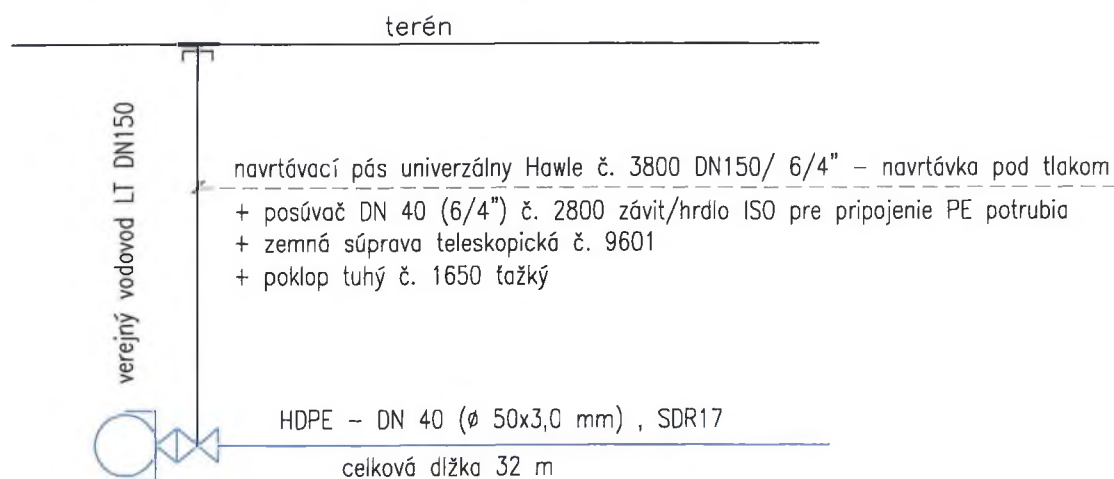 terén
verejný vodovod LT DN150
navrtávací pás univerzálny Hawle č. 3800 DN150/ 6/4" – navrtávka pod tlakom
+ posúvač DN 40 (6/4") č. 2800 závit/hrdlo ISO pre pripojenie PE potrubia
+ zemná súprava teleskopická č. 9601
+ poklop tuhý č. 1650 ťažký
HDPE – DN 40 (ø 50x3,0 mm) , SDR17
celková dĺžka 32 m